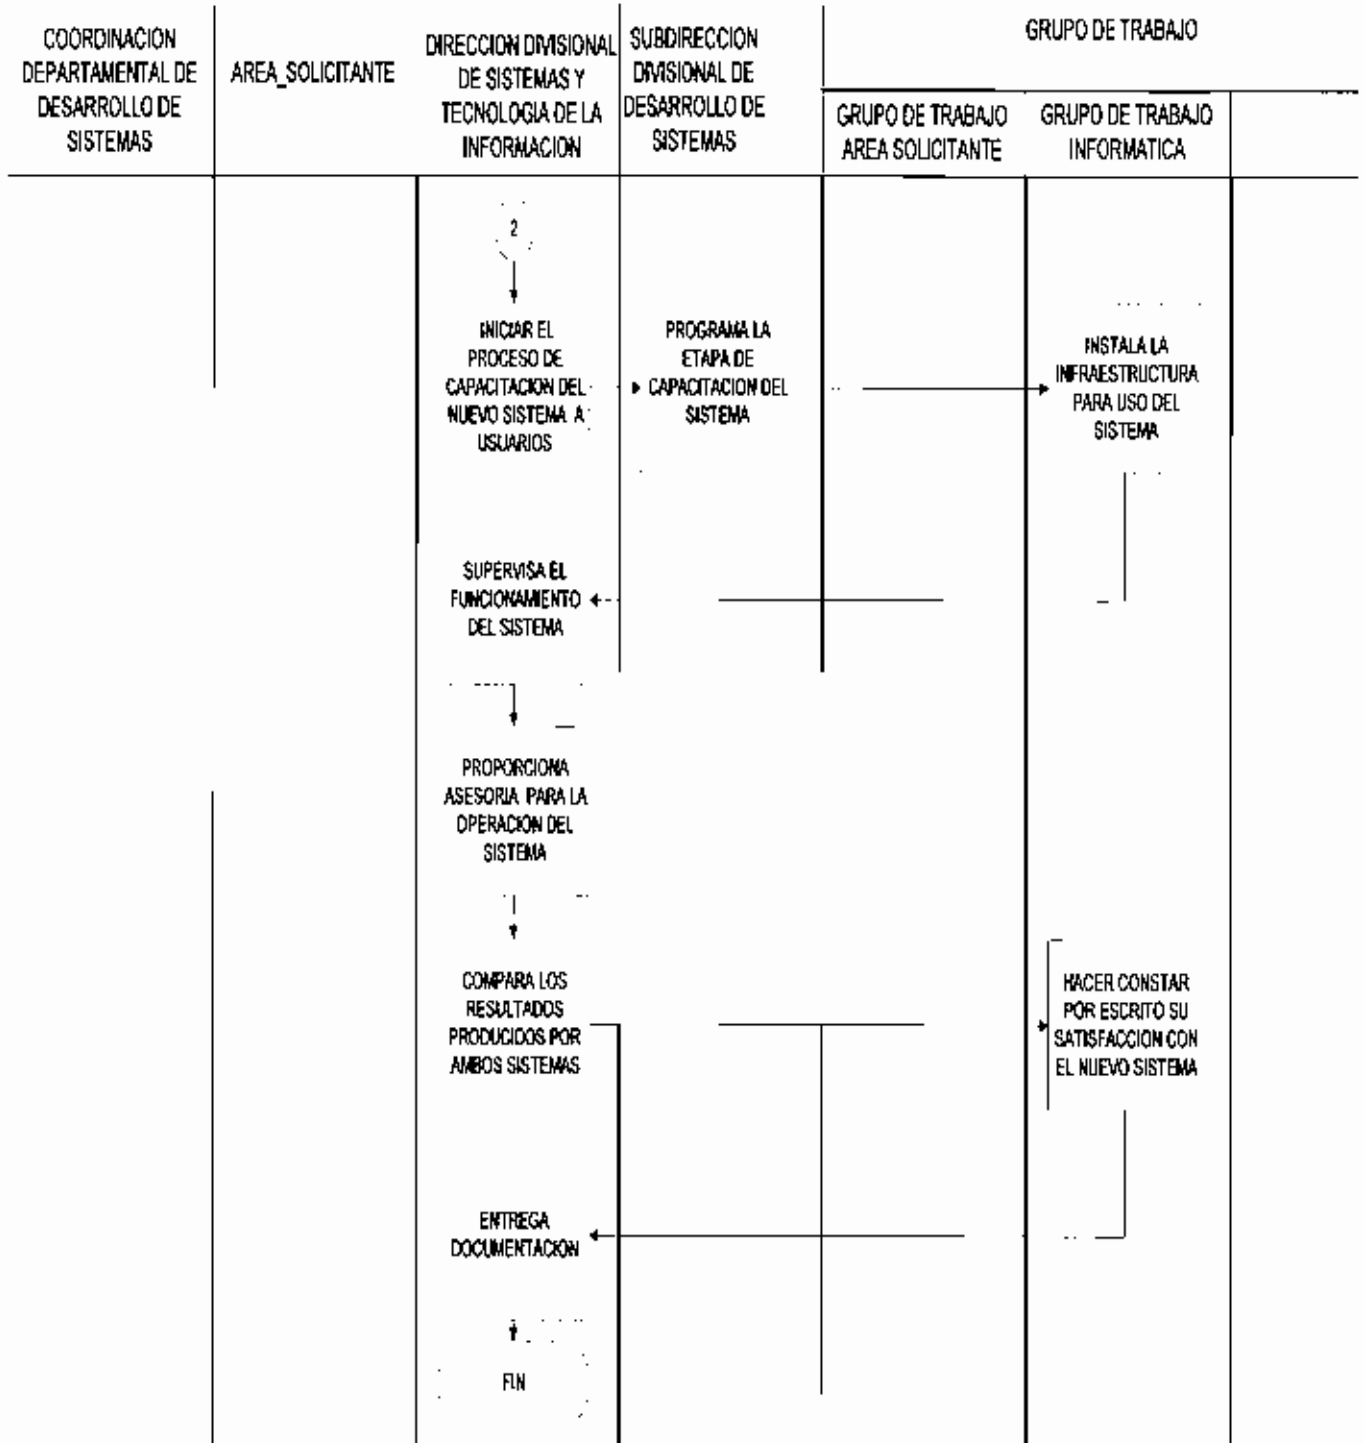 COORDINACION
DEPARTAMENTAL DE
DESARROLLO DE
SISTEMAS
AREA_SOLICITANTE
DIRECCION DIVISIONAL
DE SISTEMAS Y
TECNOLOGIA DE LA
INFORMACION
SUBDIRECCION
DIVISIONAL DE
DESARROLLO DE
SISTEMAS
GRUPO DE TRABAJO
GRUPO DE TRABAJO
AREA SOLICITANTE
GRUPO DE TRABAJO
INFORMATICA
2
INICIAR EL
PROCESO DE
CAPACITACION DEL
NUEVO SISTEMA A
USUARIOS
PROGRAMA LA
ETAPA DE
CAPACITACION DEL
SISTEMA
INSTALA LA
INFRAESTRUCTURA
PARA USO DEL
SISTEMA
SUPERVISA EL
FUNCIONAMIENTO
DEL SISTEMA
PROPORCIONA
ASESORIA PARA LA
OPERACION DEL
SISTEMA
COMPARA LOS
RESULTADOS
PRODUCIDOS POR
AMBOS SISTEMAS
HACER CONSTAR
POR ESCRITO SU
SATISFACCION CON
EL NUEVO SISTEMA
ENTREGA
DOCUMENTACION
FIN